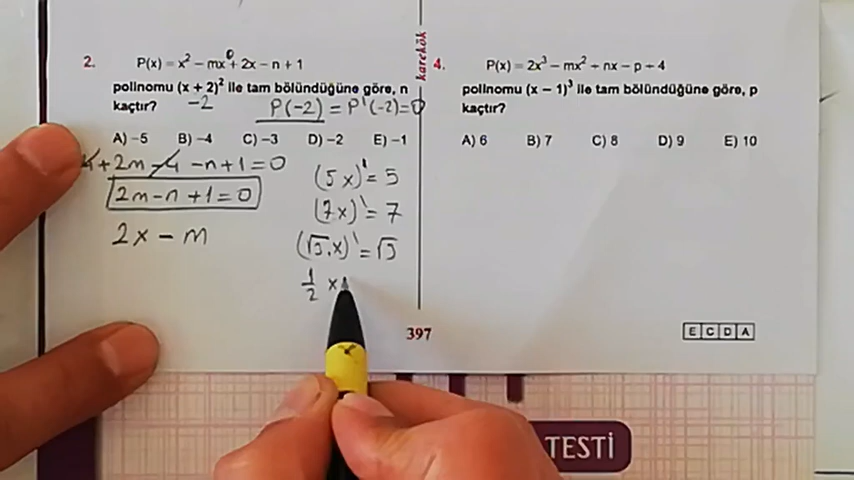 2. P(x) = x² − mx + 2x − n + 1
polinomu (x + 2)² ile tam bölündüğüne göre, n
kaçtır? −2 P(−2) = P'(−2) = 0
A) −5 B) −4 C) −3 D) −2 E) −1
4 + 2m − 4 − n + 1 = 0
2m − n + 1 = 0
2x − m
(5x)' = 5
(7x)' = 7
(√3.x)' = √3
1/2 x
karekök
4. P(x) = 2x³ − mx² + nx − p + 4
polinomu (x − 1)³ ile tam bölündüğüne göre, p
kaçtır?
A) 6 B) 7 C) 8 D) 9 E) 10
397
E C D A
TESTİ